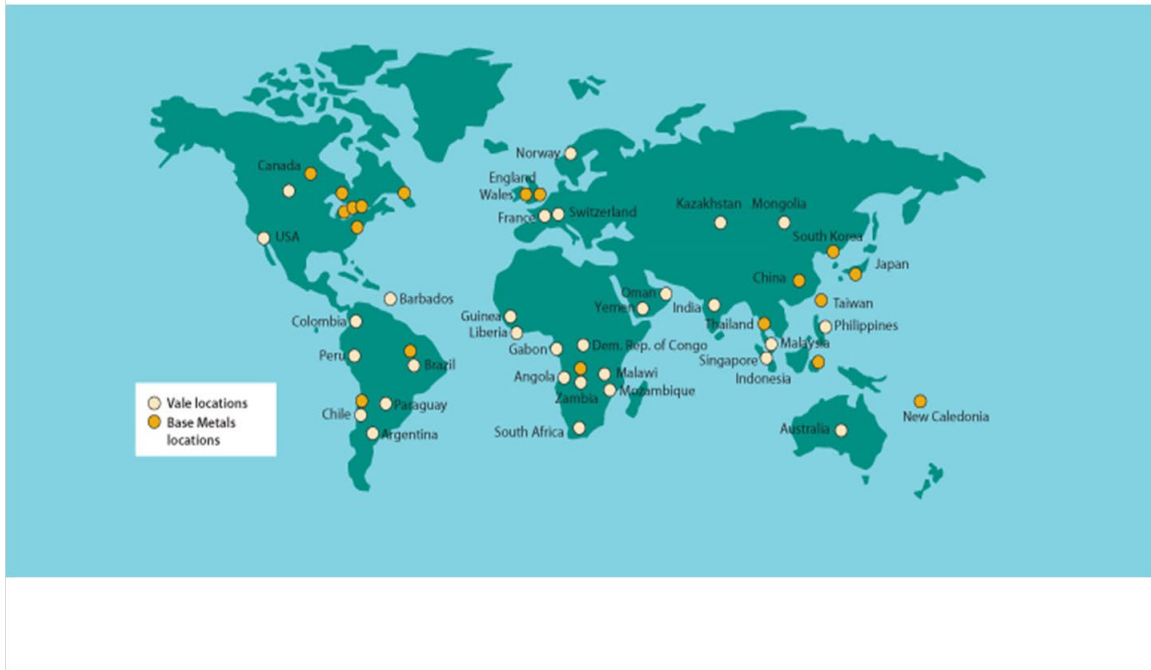 Norway
Canada
England
Wales
Kazakhstan
Mongolia
France
Switzerland
USA
South Korea
Japan
China
Oman
Barbados
Yemen
India
Taiwan
Guinea
Colombia
Thailand
Philippines
Liberia
Malaysia
Gabon
Dem. Rep. of Congo
Peru
Singapore
Brazil
Angola
Malawi
Indonesia
Mozambique
Zambia
Vale locations
Paraguay
Chile
New Caledonia
Base Metals
locations
Argentina
South Africa
Australia